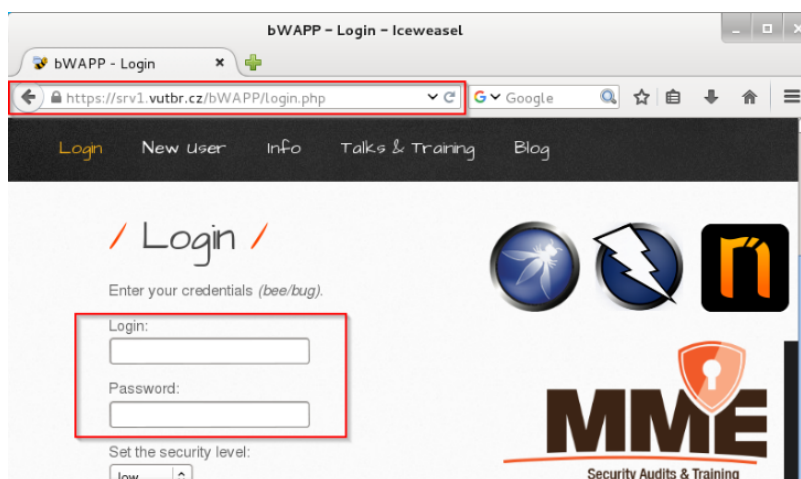 bWAPP - Login - Iceweasel
bWAPP - Login
https://srv1.vutbr.cz/bWAPP/login.php
Google
Login New User Info Talks & Training Blog
/ Login /
Enter your credentials (bee/bug).
Login:
Password:
Set the security level:
low
MME
Security Audits & Training